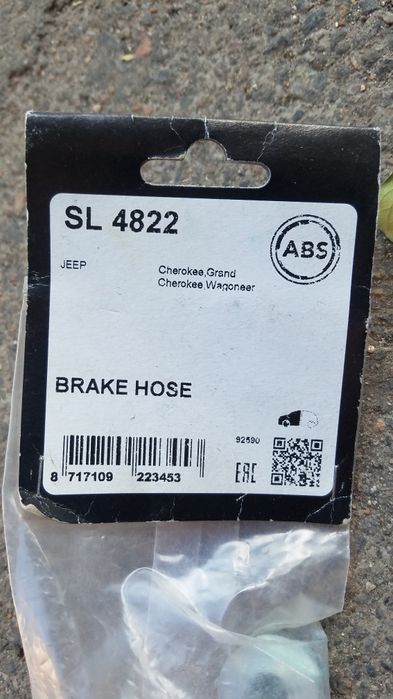 SL 4822
ABS
JEEP
Cherokee,Grand
Cherokee,Wagoneer
BRAKE HOSE
92590
8 717109 223453
EAC